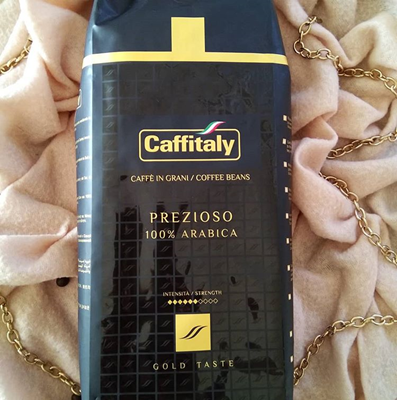 Caffitaly
CAFFÈ IN GRANI / COFFEE BEANS
PREZIOSO
100% ARABICA
INTENSITÀ / STRENGTH
GOLD TASTE